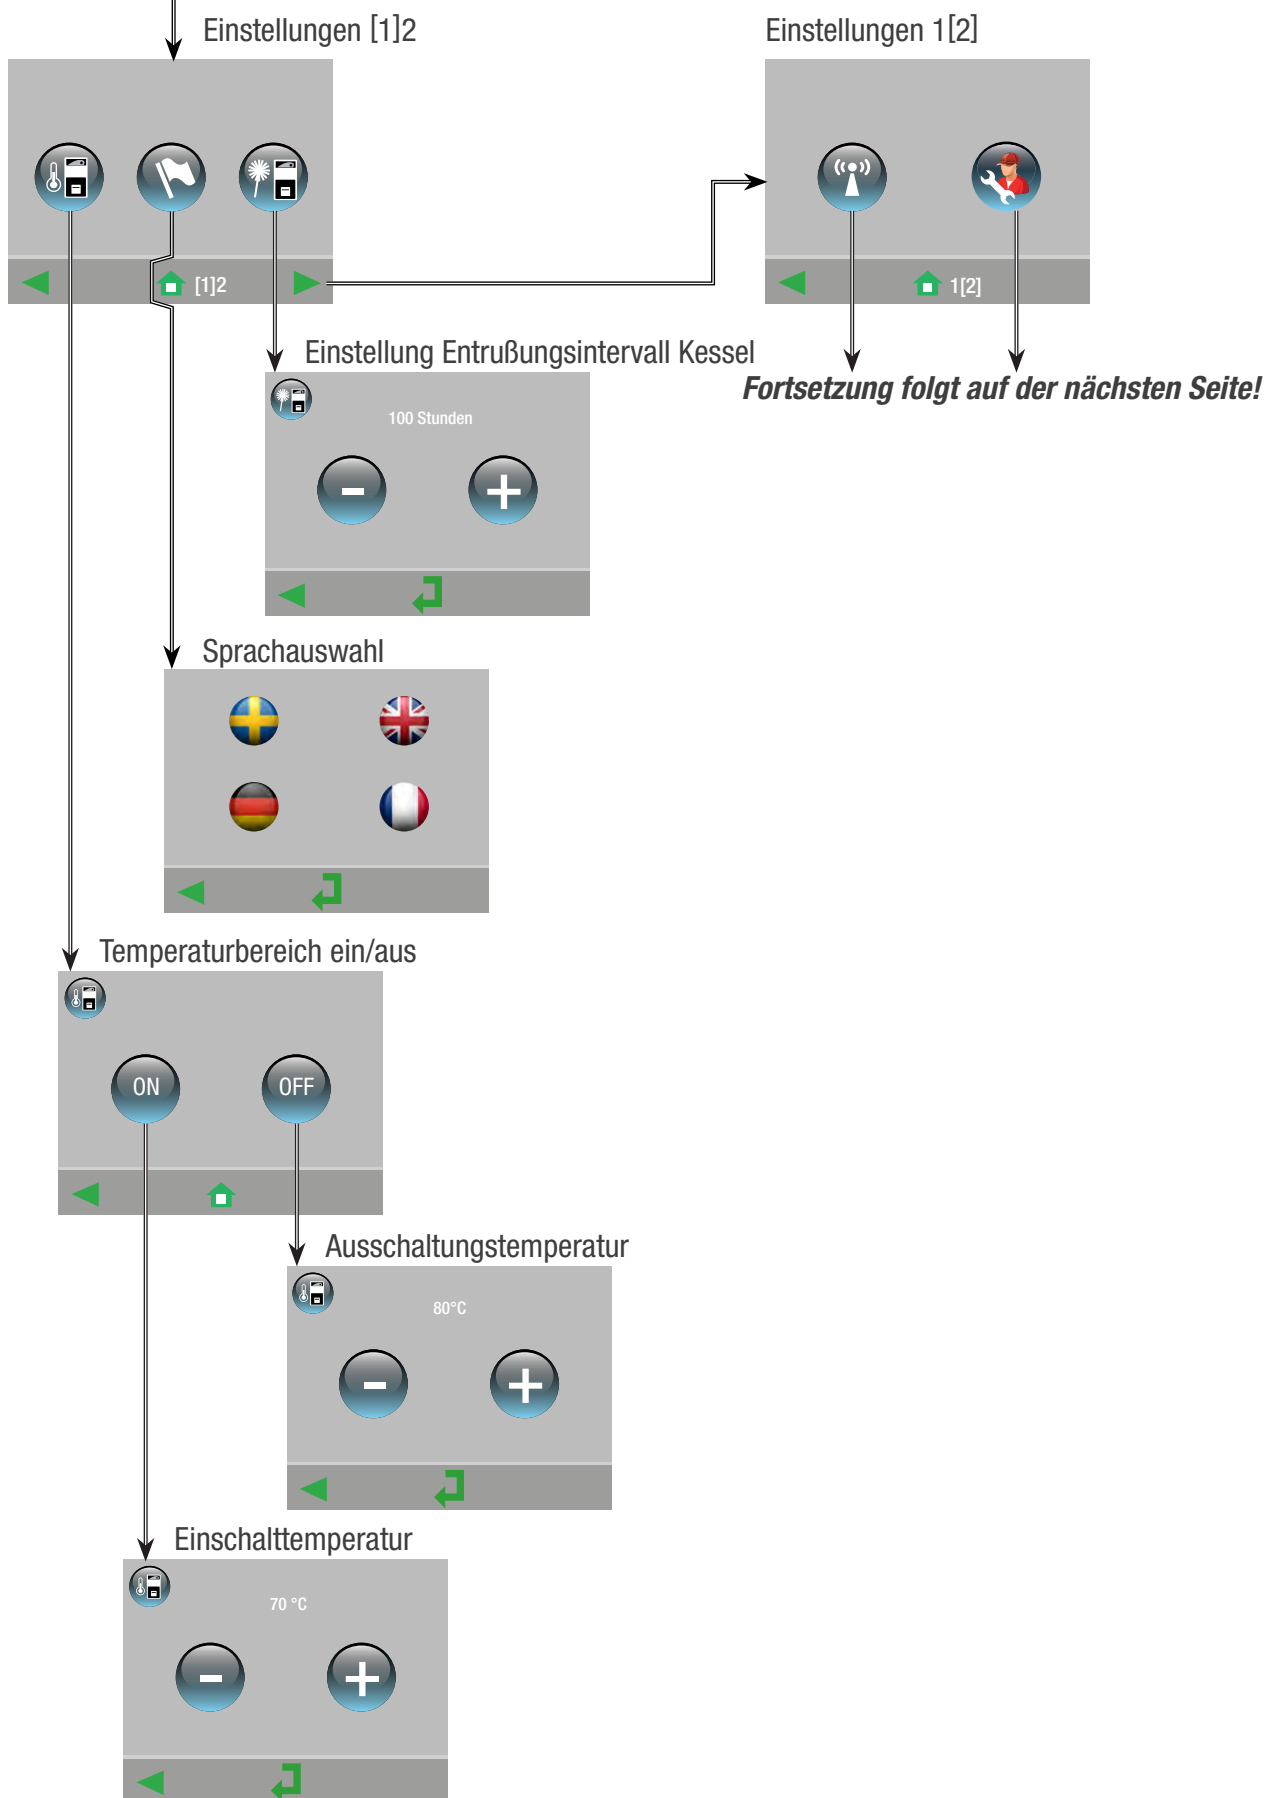 Einstellungen [1]2
Einstellungen 1[2]
[1]2
1[2]
Einstellung Entrußungsintervall Kessel
Fortsetzung folgt auf der nächsten Seite!
100 Stunden
- +
Sprachauswahl
Temperaturbereich ein/aus
ON OFF
Ausschaltungstemperatur
80°C
- +
Einschalttemperatur
70 °C
- +